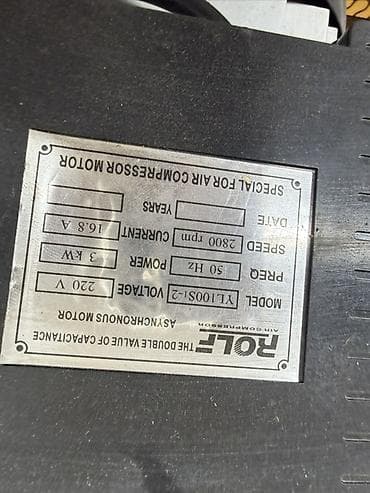 ROLF THE DOUBLE VALUE OF CAPACITANCE
AIR COMPRESSOR ASYNCHRONOUS MOTOR
MODEL YL100S1-2 VOLTAGE 220 V
PREQ 50 Hz POWER 3 kW
SPEED 2800 rpm CURRENT 16.8 A
DATE YEARS
SPECIAL FOR AIR COMPRESSOR MOTOR